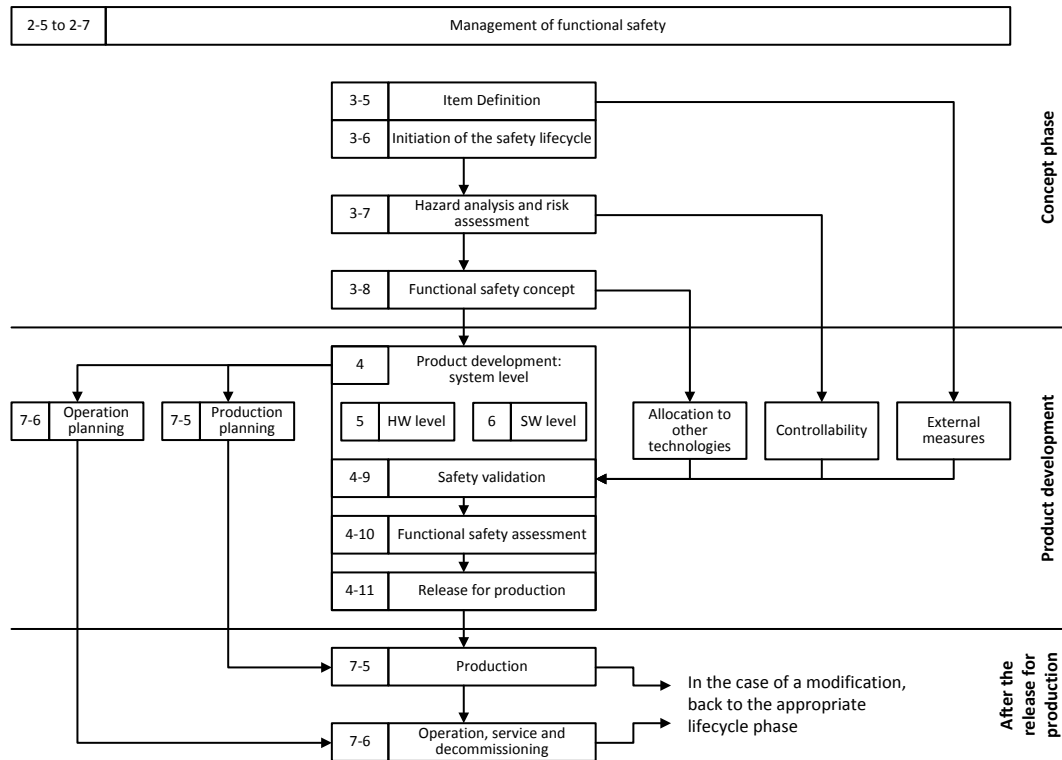 2-5 to 2-7
Management of functional safety
3-5
Item Definition
3-6
Initiation of the safety lifecycle
3-7
Hazard analysis and risk
assessment
3-8
Functional safety concept
Concept phase
4
Product development:
system level
7-6
Operation
planning
7-5
Production
planning
5
HW level
6
SW level
Allocation to
other
technologies
Controllability
External
measures
4-9
Safety validation
4-10
Functional safety assessment
4-11
Release for production
Product development
7-5
Production
7-6
Operation, service and
decommissioning
In the case of a modification,
back to the appropriate
lifecycle phase
After the
release for
production